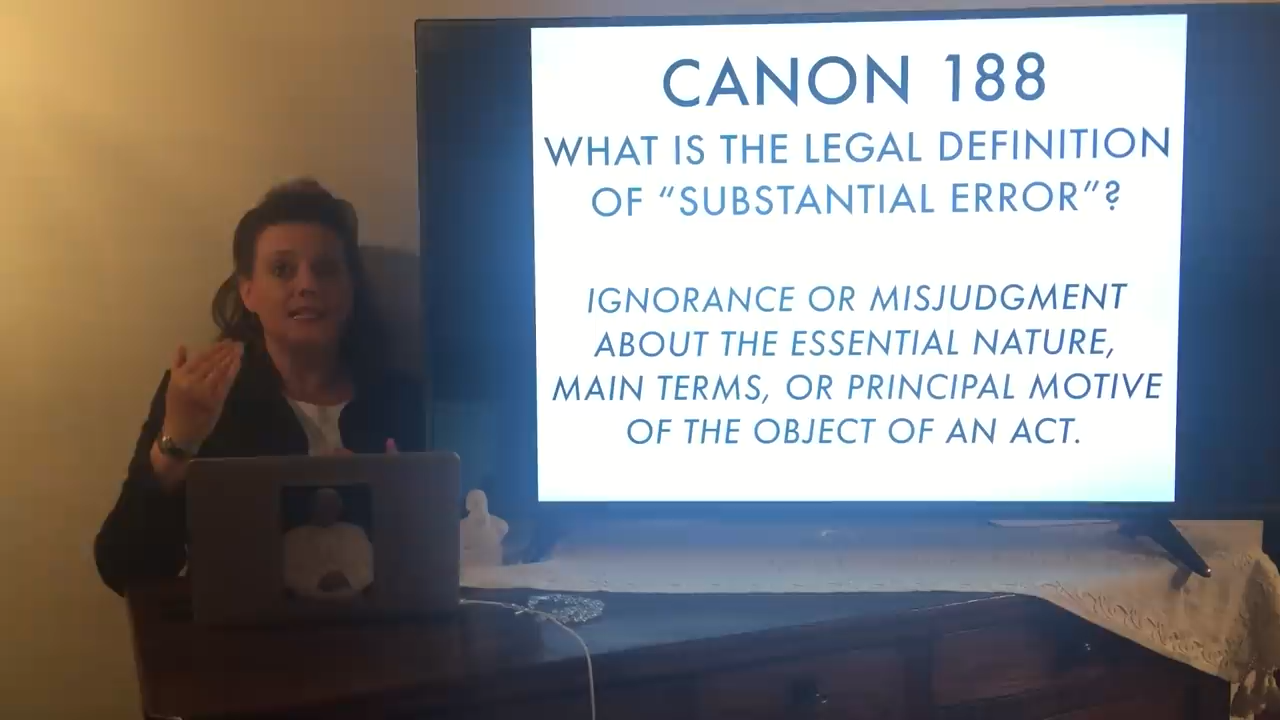 CANON 188
WHAT IS THE LEGAL DEFINITION
OF “SUBSTANTIAL ERROR”?
IGNORANCE OR MISJUDGMENT
ABOUT THE ESSENTIAL NATURE,
MAIN TERMS, OR PRINCIPAL MOTIVE
OF THE OBJECT OF AN ACT.